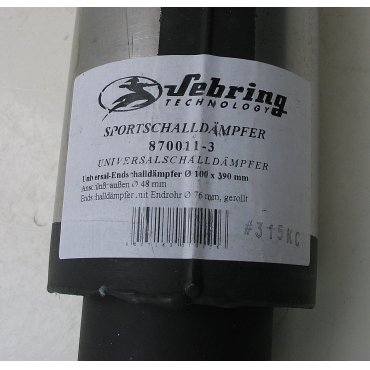 Sebring
TECHNOLOGY
SPORTSCHALLDÄMPFER
870011-3
UNIVERSALSCHALLDÄMPFER
Universal-Endschalldämpfer Ø 100 x 390 mm
Anschluß außen Ø 48 mm
Endschalldämpfer mit Endrohr Ø 76 mm, gerollt
#315KC